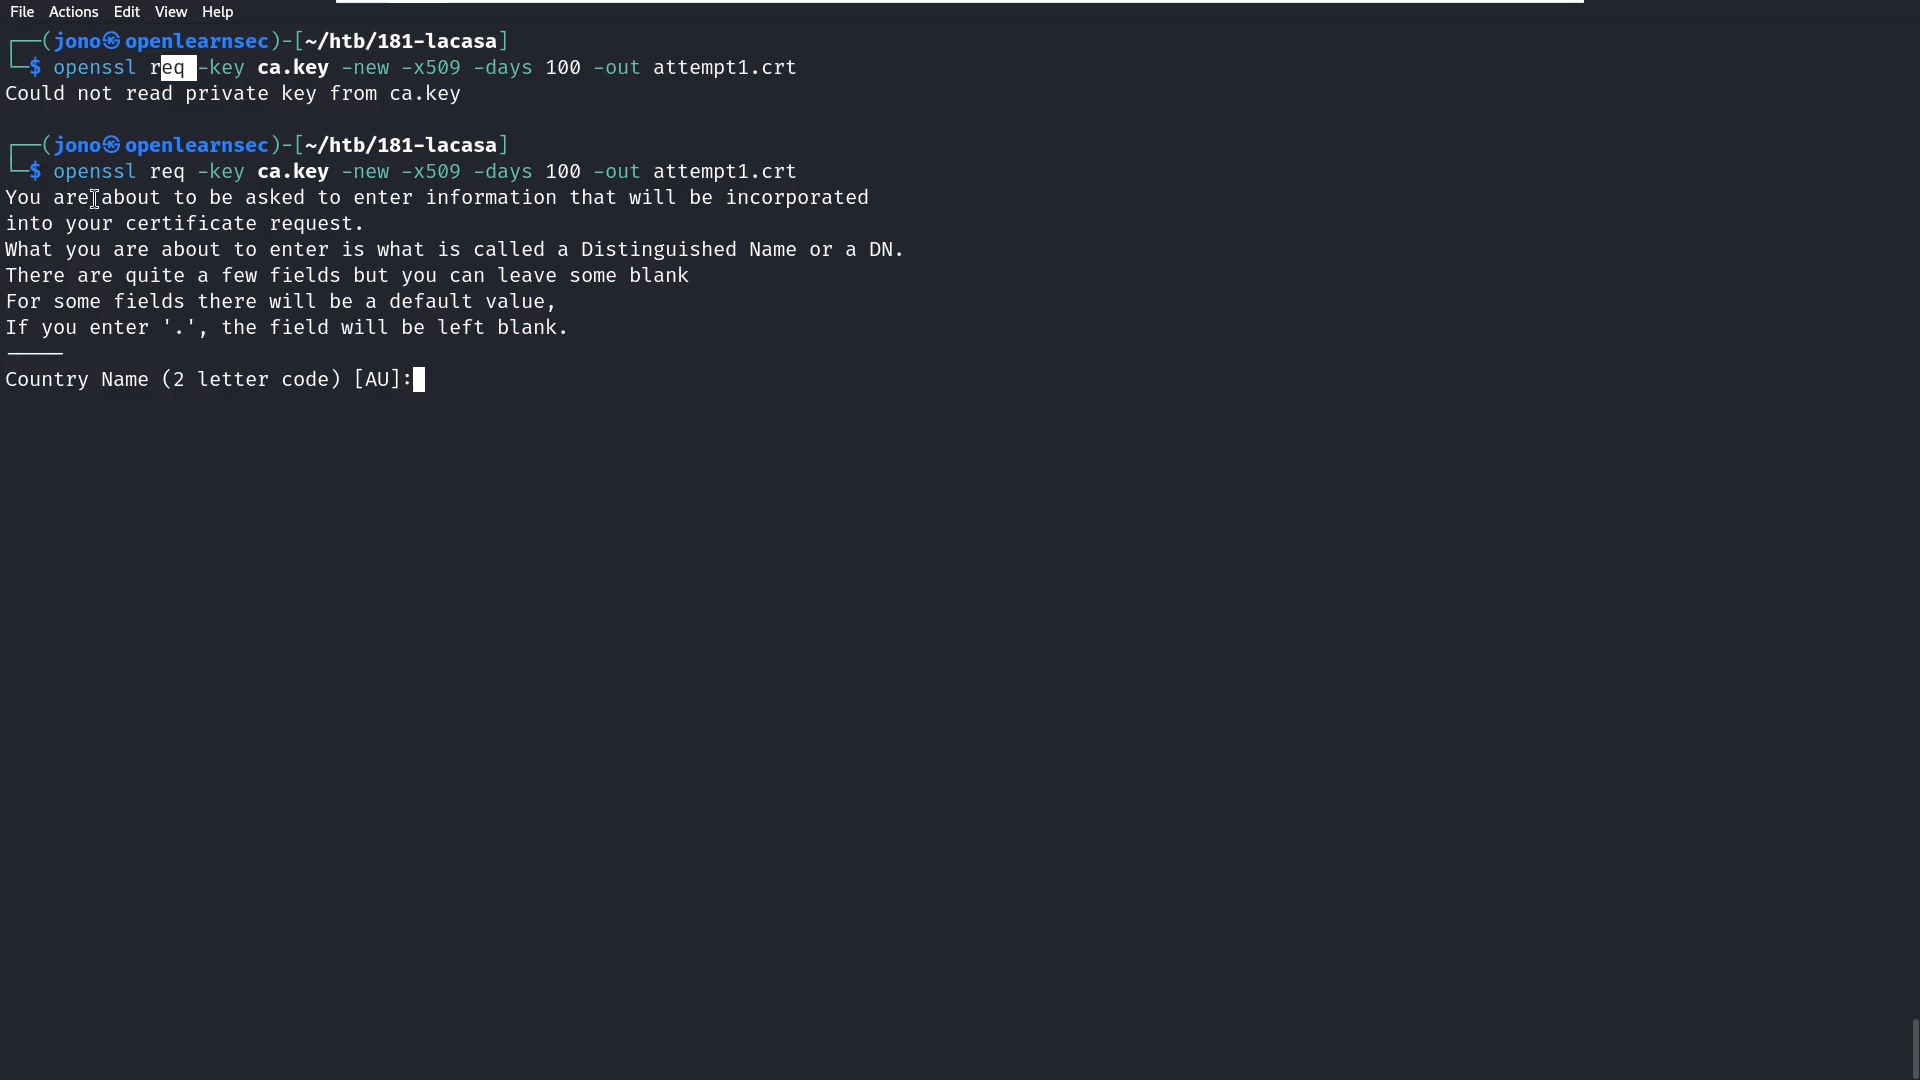 File Actions Edit View Help
┌──(jono㉿openlearnsec)-[~/htb/181-lacasa]
└─$ openssl req -key ca.key -new -x509 -days 100 -out attempt1.crt
Could not read private key from ca.key
┌──(jono㉿openlearnsec)-[~/htb/181-lacasa]
└─$ openssl req -key ca.key -new -x509 -days 100 -out attempt1.crt
You are about to be asked to enter information that will be incorporated
into your certificate request.
What you are about to enter is what is called a Distinguished Name or a DN.
There are quite a few fields but you can leave some blank
For some fields there will be a default value,
If you enter '.', the field will be left blank.
-----
Country Name (2 letter code) [AU]: